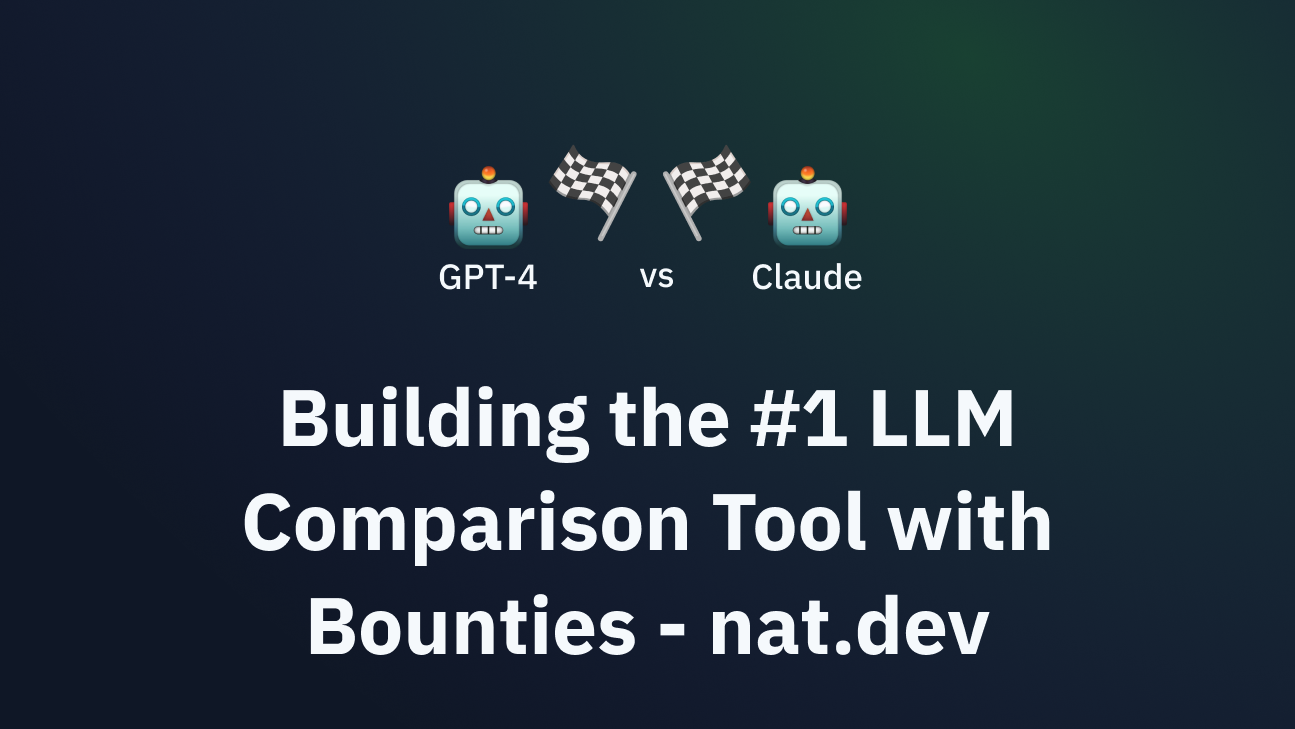 GPT-4 vs Claude
Building the #1 LLM
Comparison Tool with
Bounties - nat.dev